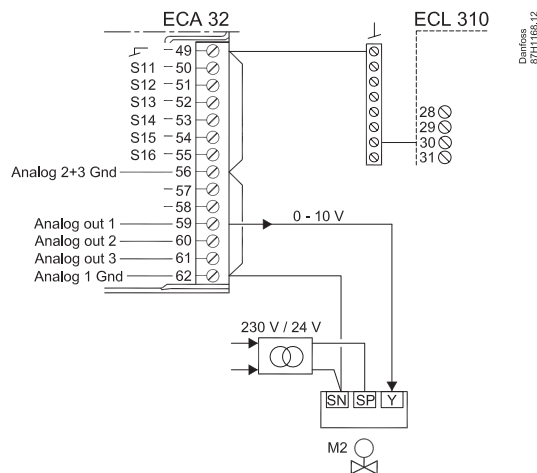 ECA 32
ECL 310
Danfoss
87H1168.12
49
S11 50
S12 51
S13 52
S14 53
S15 54
S16 55
Analog 2+3 Gnd 56
57
58
Analog out 1 59
Analog out 2 60
Analog out 3 61
Analog 1 Gnd 62
28
29
30
31
0 - 10 V
230 V / 24 V
SN SP Y
M2